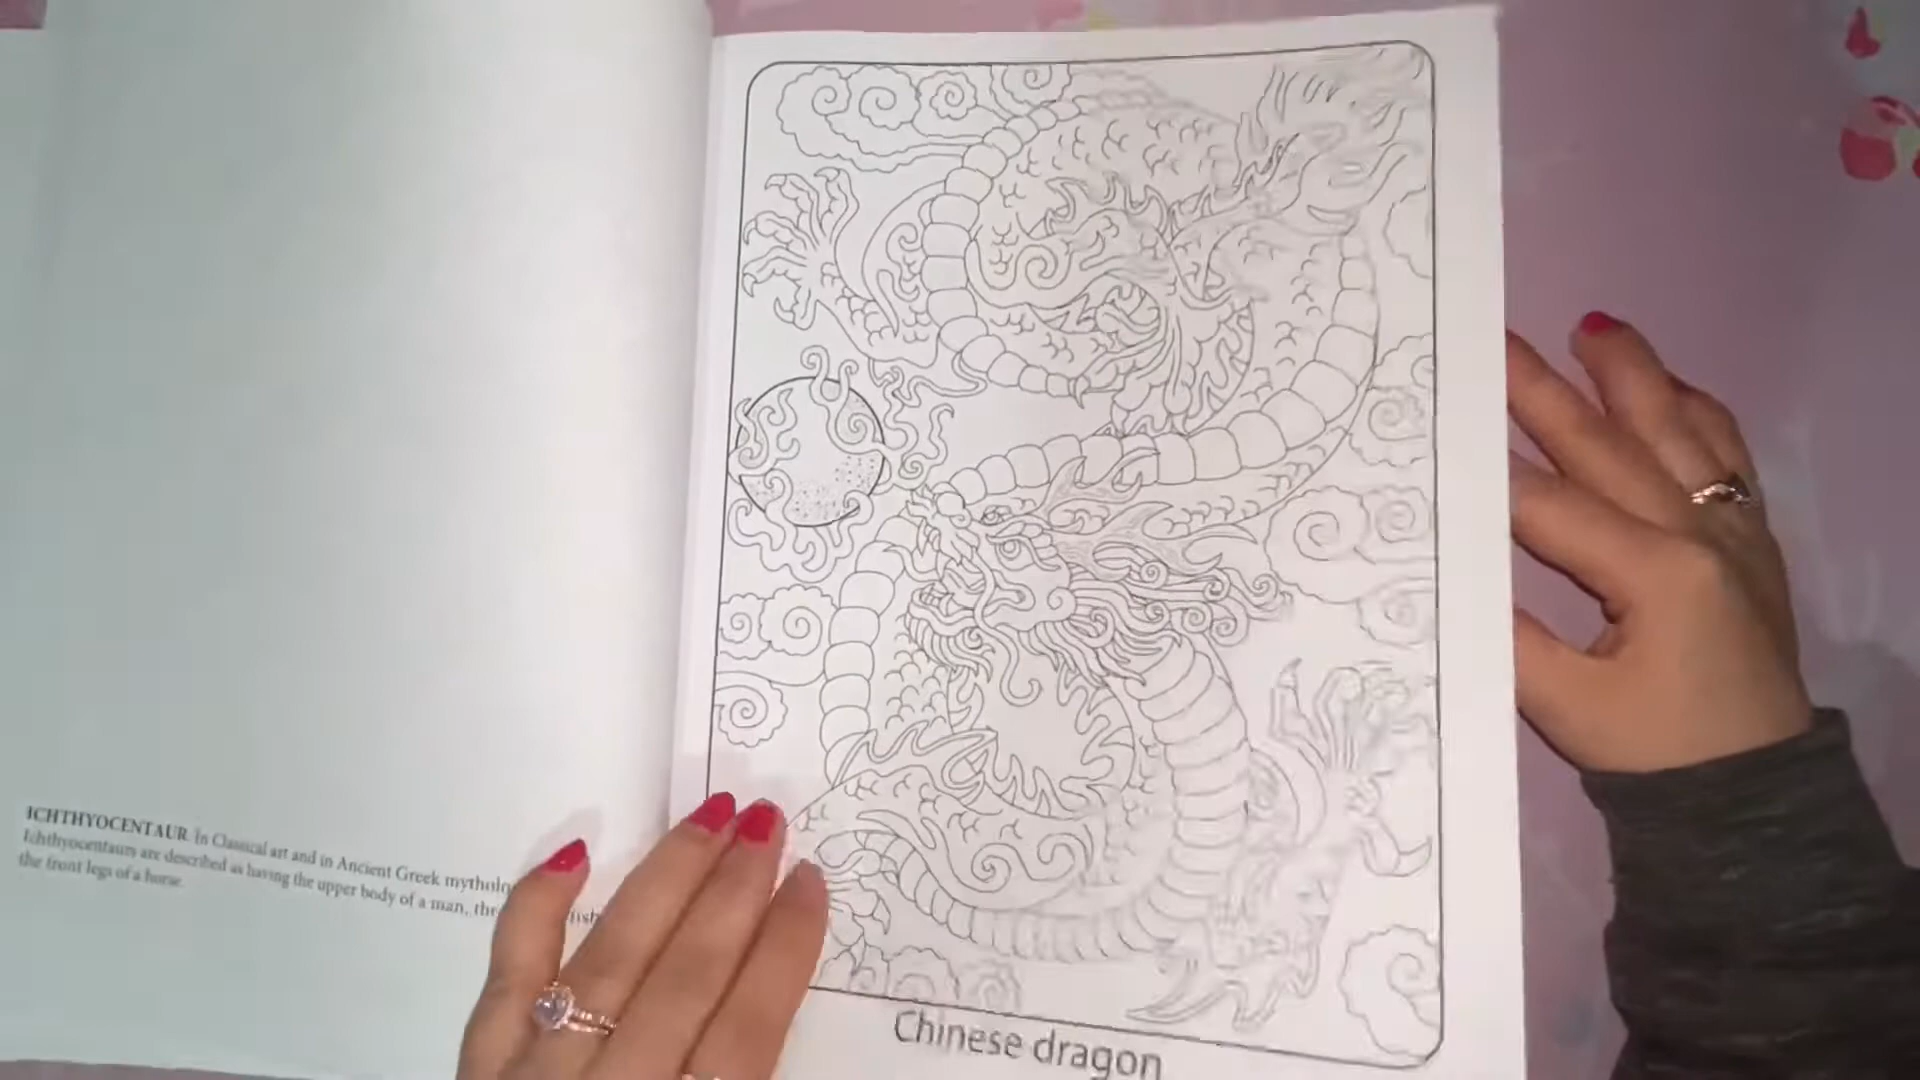 ICHTHYOCENTAUR In Classical art and in Ancient Greek
Ichthyocentaurs are described as having the upper body of a man,
the front legs of a horse.
Chinese dragon